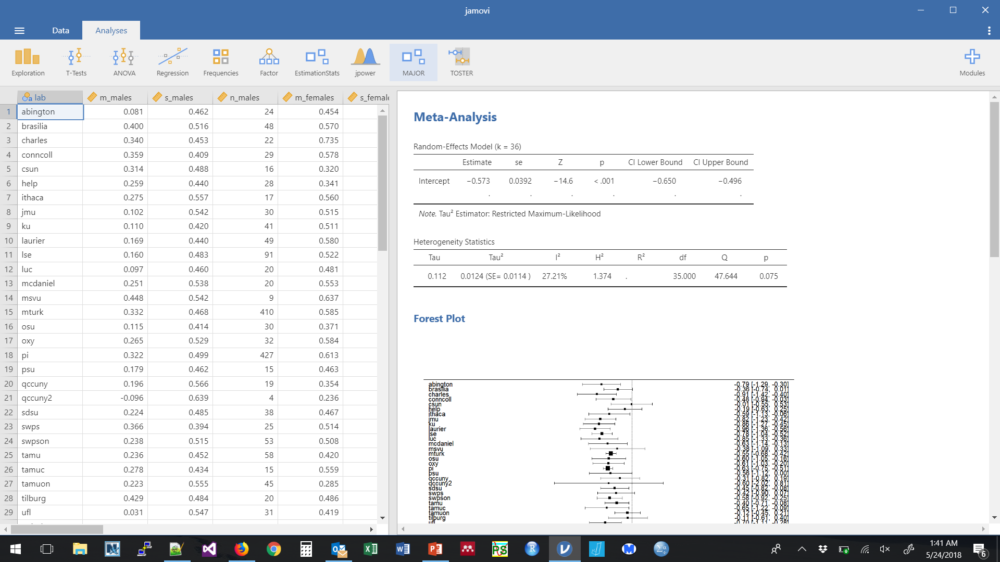 jamovi
Data Analyses
Exploration T-Tests ANOVA Regression Frequencies Factor EstimationStats jpower MAJOR TOSTER Modules
a lab m_males s_males n_males m_females s_female
1 abington 0.081 0.462 24 0.454
2 brasilia 0.400 0.516 48 0.570
3 charles 0.340 0.453 22 0.735
4 conncoll 0.359 0.409 29 0.578
5 csun 0.314 0.488 16 0.320
6 help 0.259 0.440 28 0.341
7 ithaca 0.275 0.557 17 0.560
8 jmu 0.102 0.542 30 0.515
9 ku 0.110 0.420 41 0.511
10 laurier 0.169 0.440 49 0.580
11 lse 0.160 0.483 91 0.522
12 luc 0.097 0.460 20 0.481
13 mcdaniel 0.251 0.538 20 0.553
14 msvu 0.448 0.542 9 0.637
15 mturk 0.332 0.468 410 0.585
16 osu 0.115 0.414 30 0.371
17 oxy 0.265 0.529 32 0.584
18 pi 0.322 0.499 427 0.613
19 psu 0.179 0.462 15 0.463
20 qccuny 0.196 0.566 19 0.354
21 qccuny2 -0.096 0.639 4 0.236
22 sdsu 0.224 0.485 38 0.467
23 swps 0.366 0.394 25 0.514
24 swpson 0.238 0.515 53 0.508
25 tamu 0.236 0.452 58 0.420
26 tamuc 0.278 0.434 15 0.559
27 tamuon 0.223 0.555 45 0.285
28 tilburg 0.429 0.484 20 0.486
29 ufl 0.031 0.547 31 0.419
Meta-Analysis
Random-Effects Model (k = 36)
Estimate se Z p CI Lower Bound CI Upper Bound
Intercept −0.573 0.0392 −14.6 < .001 −0.650 −0.496
. . . . . .
Note. Tau² Estimator: Restricted Maximum-Likelihood
Heterogeneity Statistics
Tau Tau² I² H² R² df Q p
0.112 0.0124 (SE= 0.0114 ) 27.21% 1.374 . 35.000 47.644 0.075
Forest Plot
abington -0.79 [-1.29, -0.30]
brasilia -0.36 [-0.74, 0.01]
charles -0.91 [-1.42, -0.40]
conncoll -0.48 [-0.94, -0.03]
csun -0.01 [-0.55, 0.53]
help -0.19 [-0.63, 0.25]
ithaca -0.59 [-1.13, -0.06]
jmu -0.82 [-1.23, -0.42]
ku -0.86 [-1.27, -0.45]
laurier -0.96 [-1.36, -0.56]
lse -0.78 [-1.04, -0.52]
luc -0.85 [-1.33, -0.36]
mcdaniel -0.63 [-1.14, -0.13]
msvu -0.38 [-1.09, 0.33]
mturk -0.55 [-0.68, -0.42]
osu -0.60 [-1.05, -0.16]
oxy -0.61 [-1.03, -0.20]
pi -0.63 [-0.75, -0.51]
psu -0.56 [-1.12, 0.00]
qccuny -0.31 [-0.82, 0.19]
qccuny2 -0.60 [-2.02, 0.81]
sdsu -0.45 [-0.82, -0.08]
swps -0.42 [-0.90, 0.07]
swpson -0.58 [-0.92, -0.25]
tamu -0.40 [-0.71, -0.08]
tamuc -0.65 [-1.22, -0.09]
tamuon -0.12 [-0.45, 0.21]
tilburg -0.11 [-0.61, 0.40]
ufl -0.70 [-1.11, -0.28]
1:41 AM
5/24/2018
6